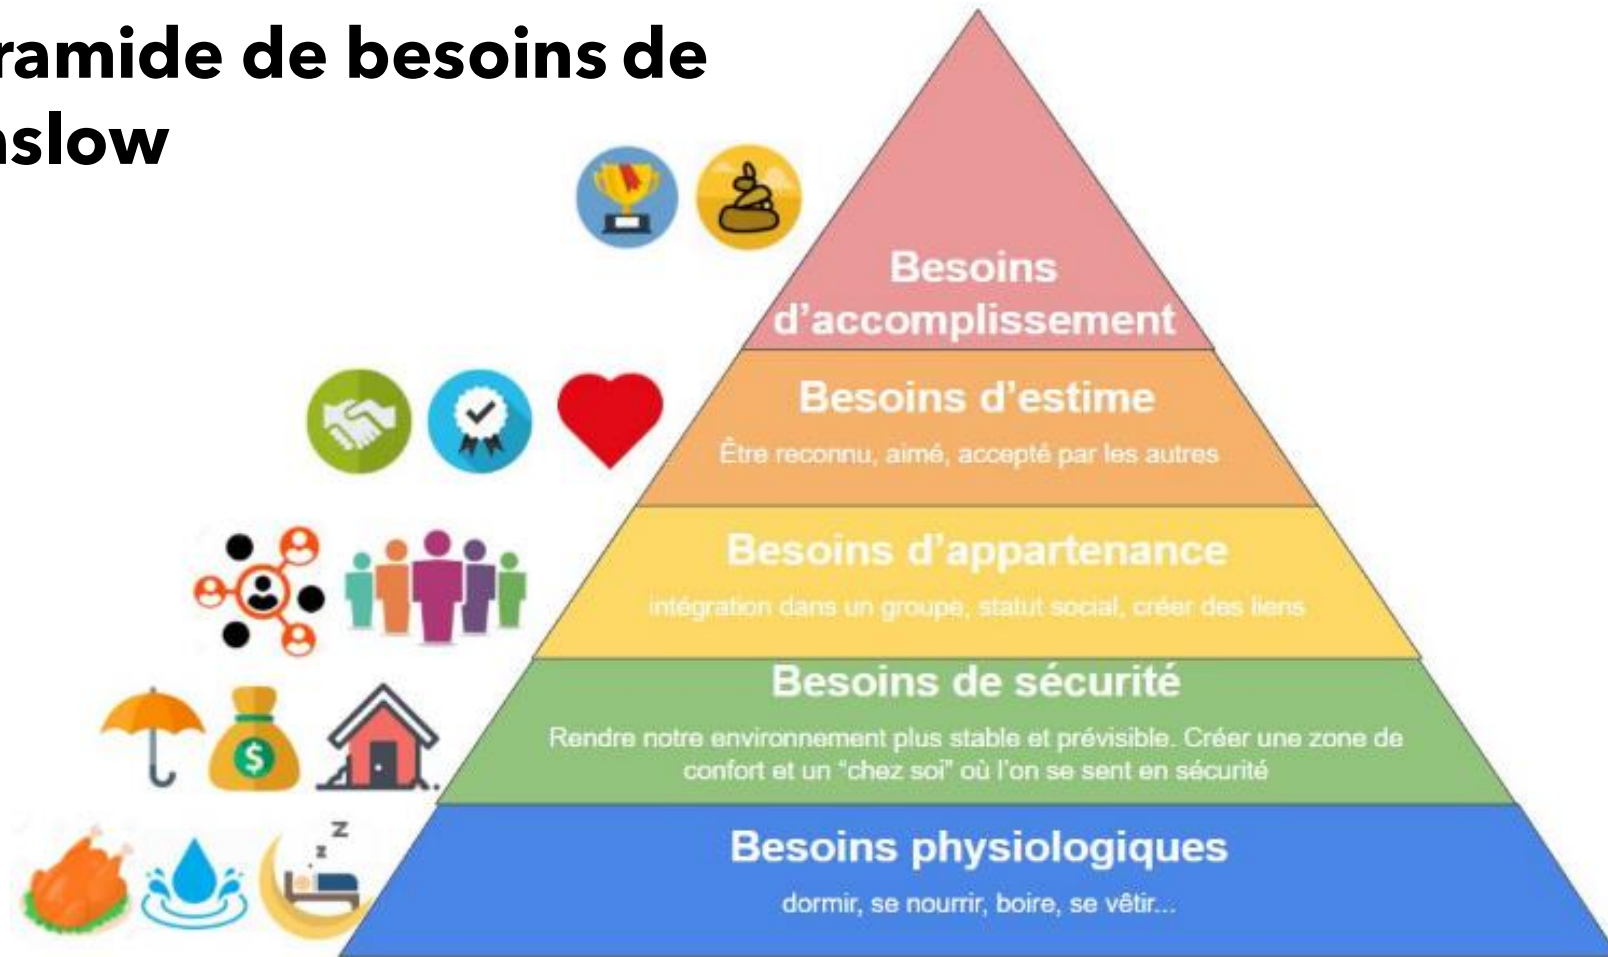 ramide de besoins de
aslow
Besoins
d'accomplissement
Besoins d'estime
Être reconnu, aimé, accepté par les autres
Besoins d'appartenance
intégration dans un groupe, statut social, créer des liens
Besoins de sécurité
Rendre notre environnement plus stable et prévisible. Créer une zone de
confort et un "chez soi" où l'on se sent en sécurité
$
z
z
Besoins physiologiques
dormir, se nourrir, boire, se vêtir...